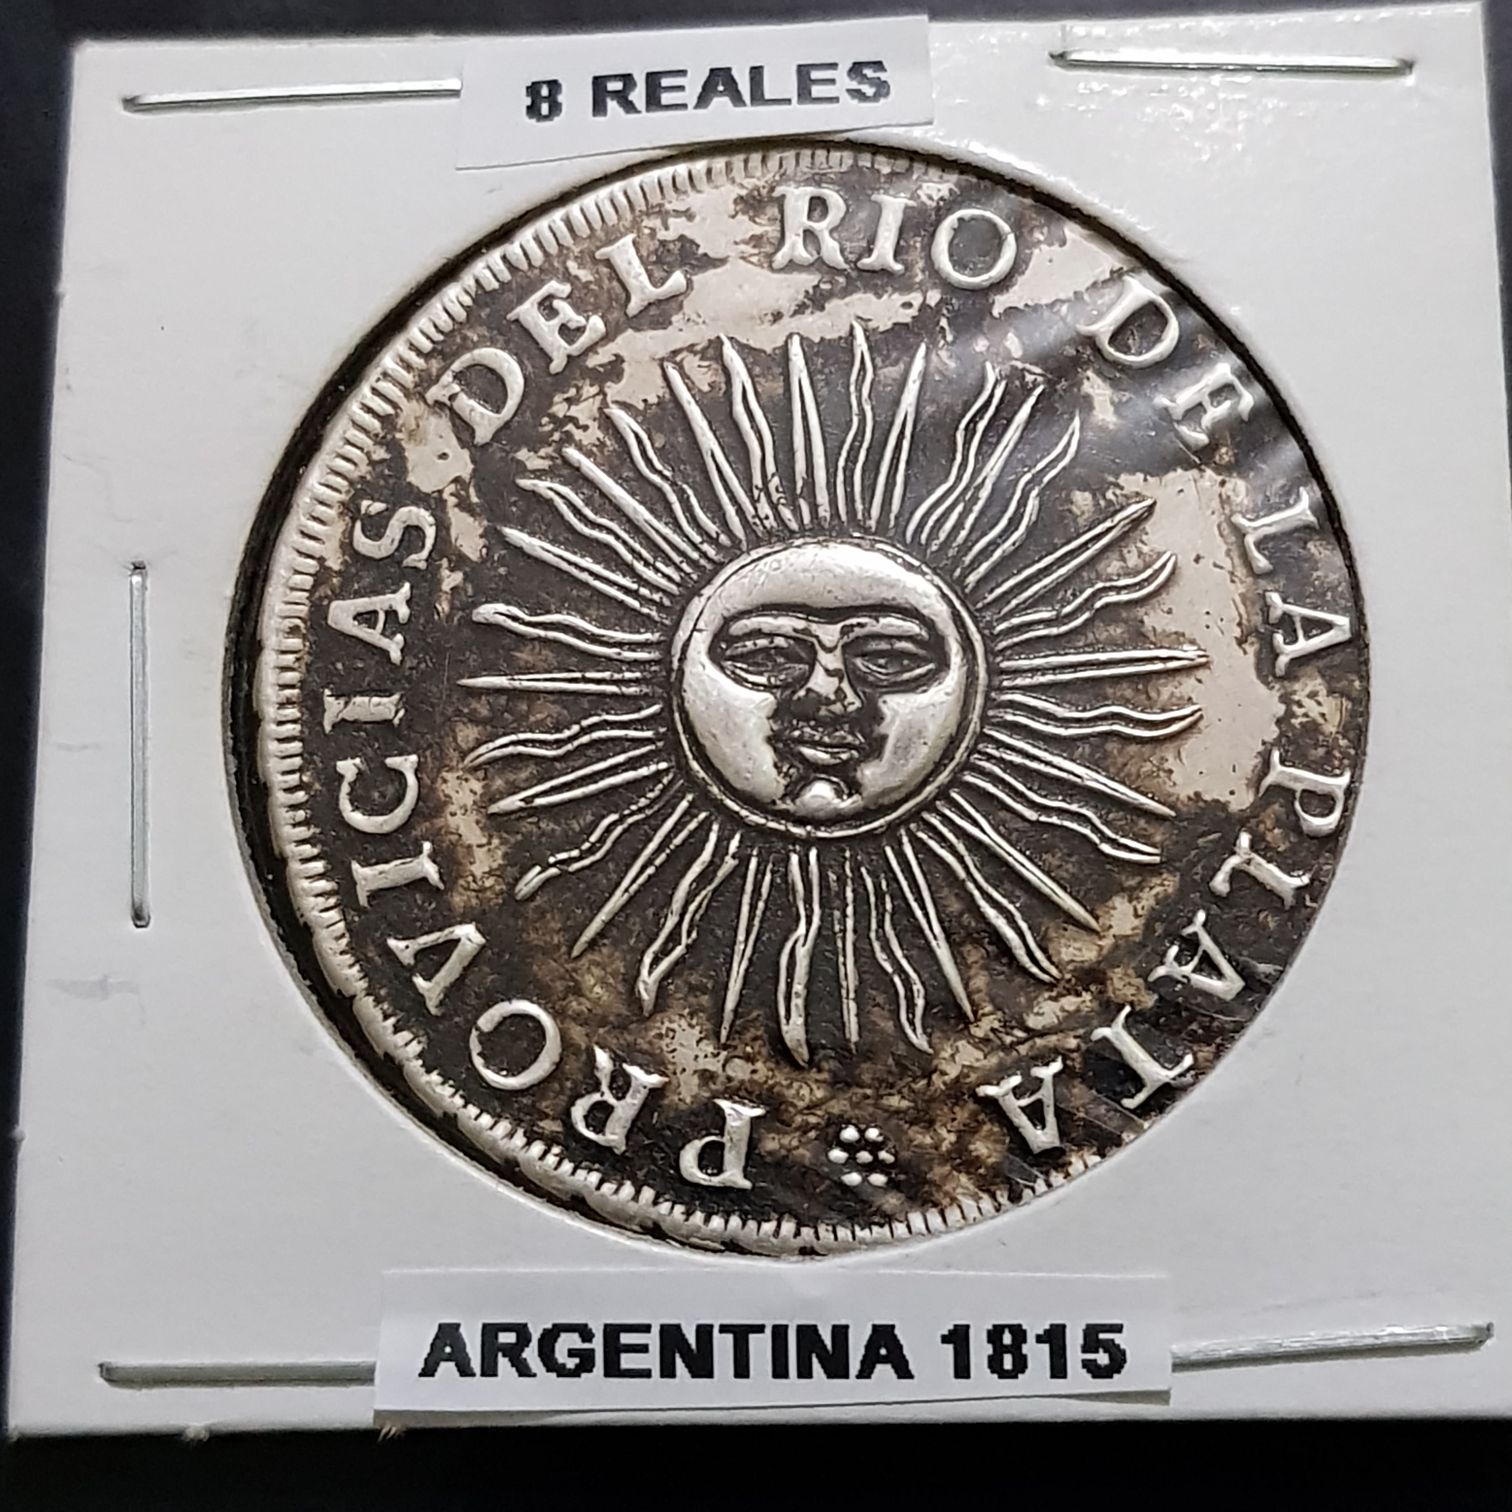 8 REALES
PROVICIAS DEL RIO DE LA PLATA
ARGENTINA 1815